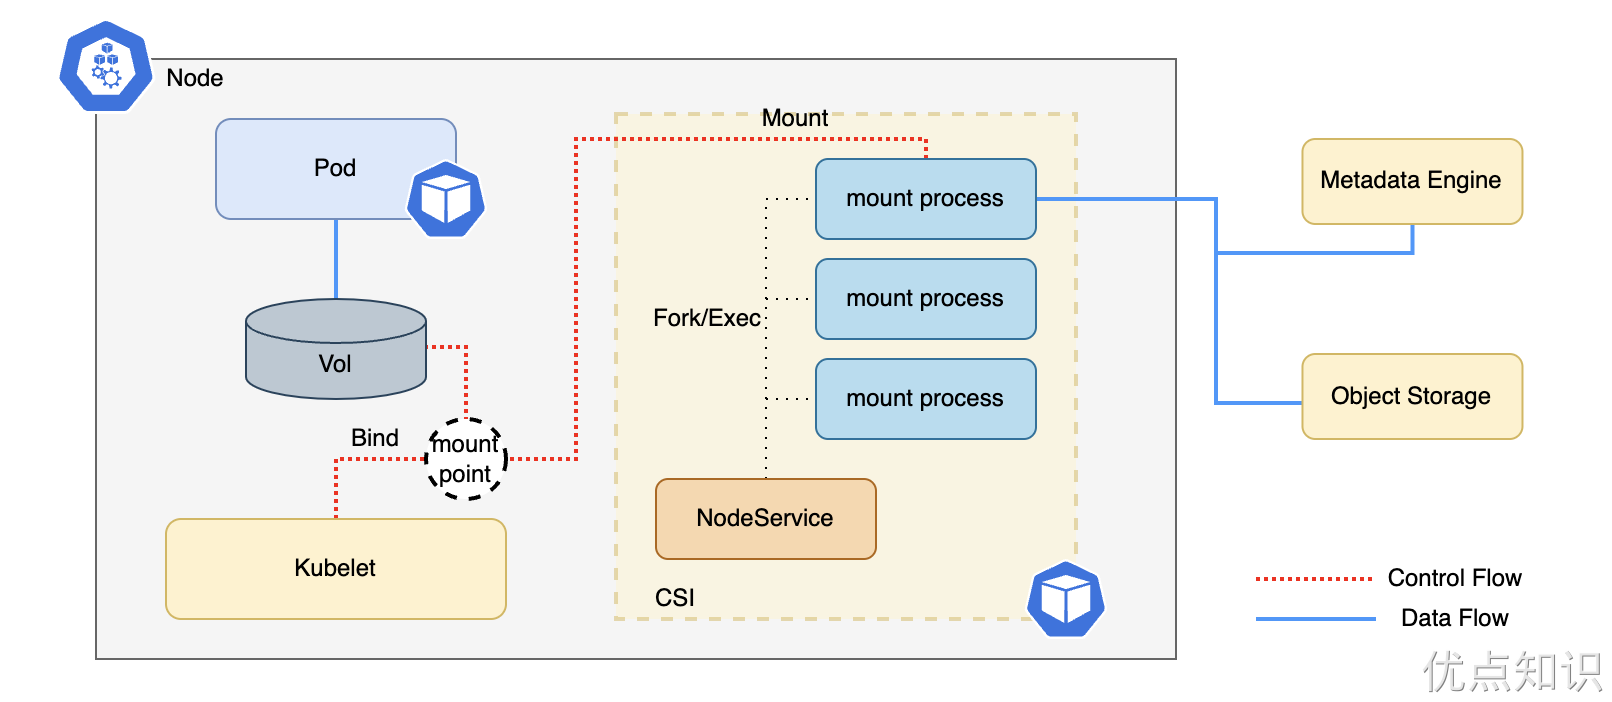 Node
Pod
Mount
mount process
Metadata Engine
Fork/Exec
mount process
Vol
mount process
Object Storage
Bind
mount
point
NodeService
Kubelet
CSI
Control Flow
Data Flow
优点知识